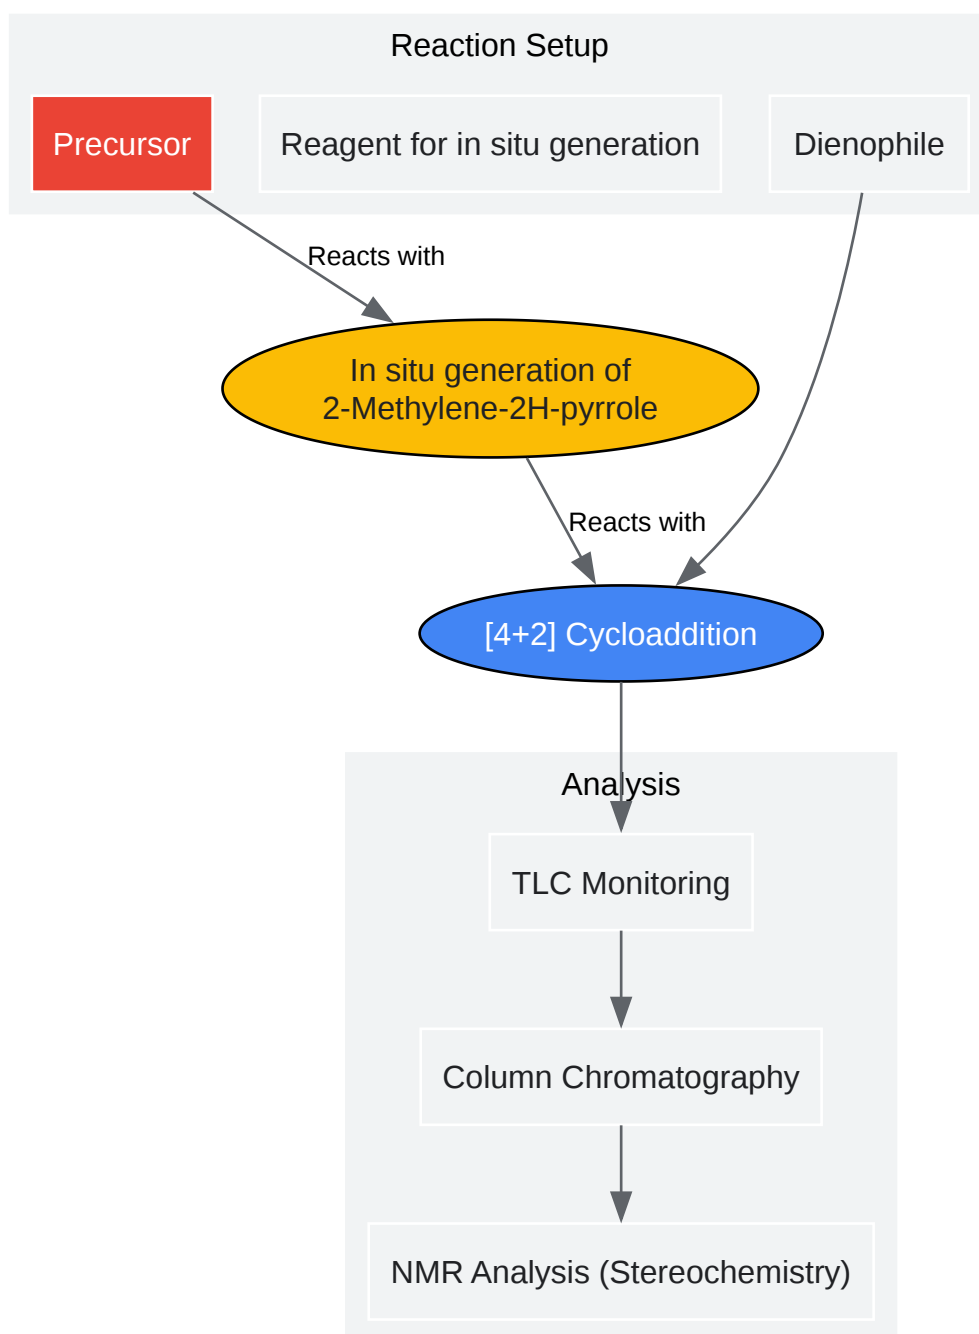 Reaction Setup
Precursor
Reagent for in situ generation
Dienophile
Reacts with
In situ generation of
2-Methylene-2H-pyrrole
Reacts with
[4+2] Cycloaddition
Analysis
TLC Monitoring
Column Chromatography
NMR Analysis (Stereochemistry)